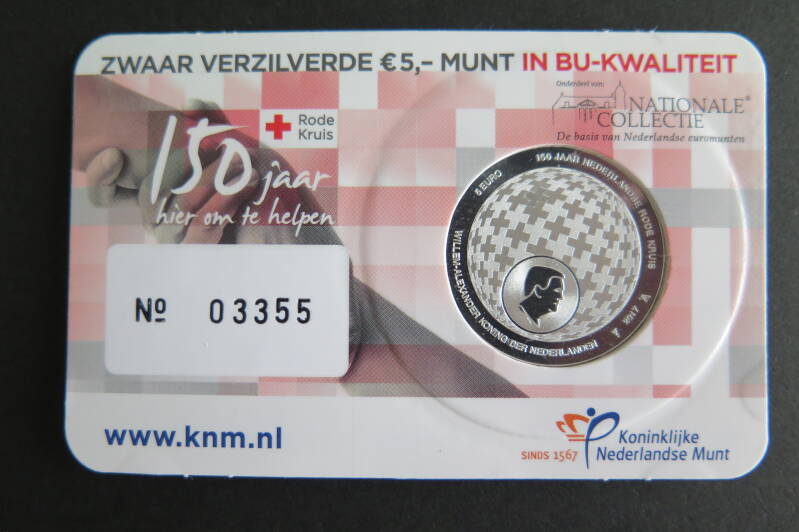 ZWAAR VERZILVERDE €5,– MUNT IN BU-KWALITEIT
Rode
Kruis
150 jaar
hier om te helpen
Onderdeel van:
NATIONALE
COLLECTIE
De basis van Nederlandse euromunten
5 EURO
150 JAAR NEDERLANDSE RODE KRUIS
2017
WILLEM-ALEXANDER KONING DER NEDERLANDEN
Nº 03355
www.knm.nl
SINDS 1567
Koninklijke
Nederlandse Munt